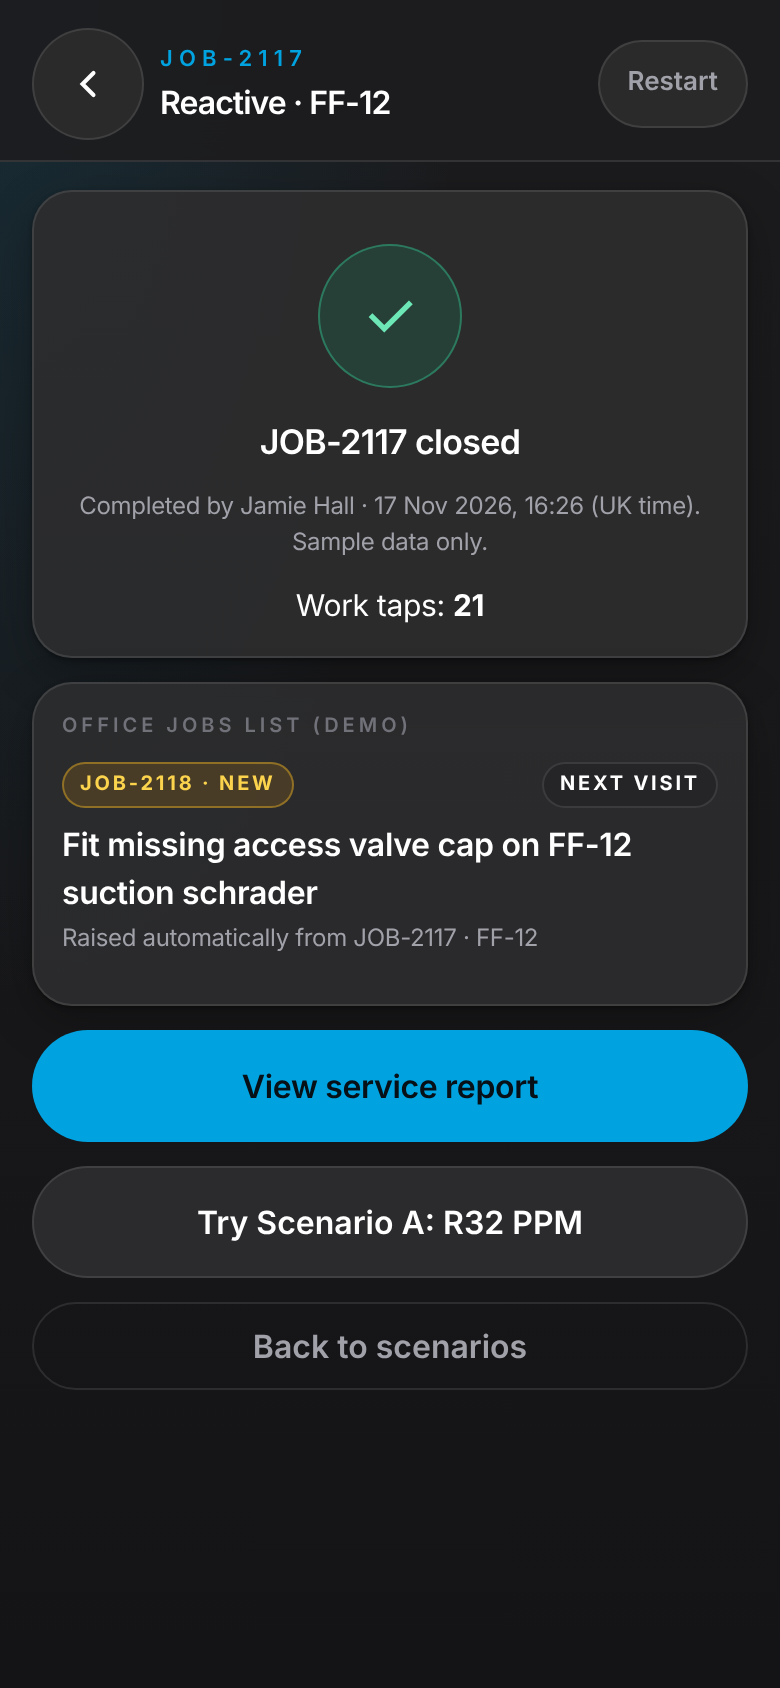 JOB-2117
Reactive · FF-12
Restart
JOB-2117 closed
Completed by Jamie Hall · 17 Nov 2026, 16:26 (UK time).
Sample data only.
Work taps: 21
OFFICE JOBS LIST (DEMO)
JOB-2118 · NEW
NEXT VISIT
Fit missing access valve cap on FF-12
suction schrader
Raised automatically from JOB-2117 · FF-12
View service report
Try Scenario A: R32 PPM
Back to scenarios